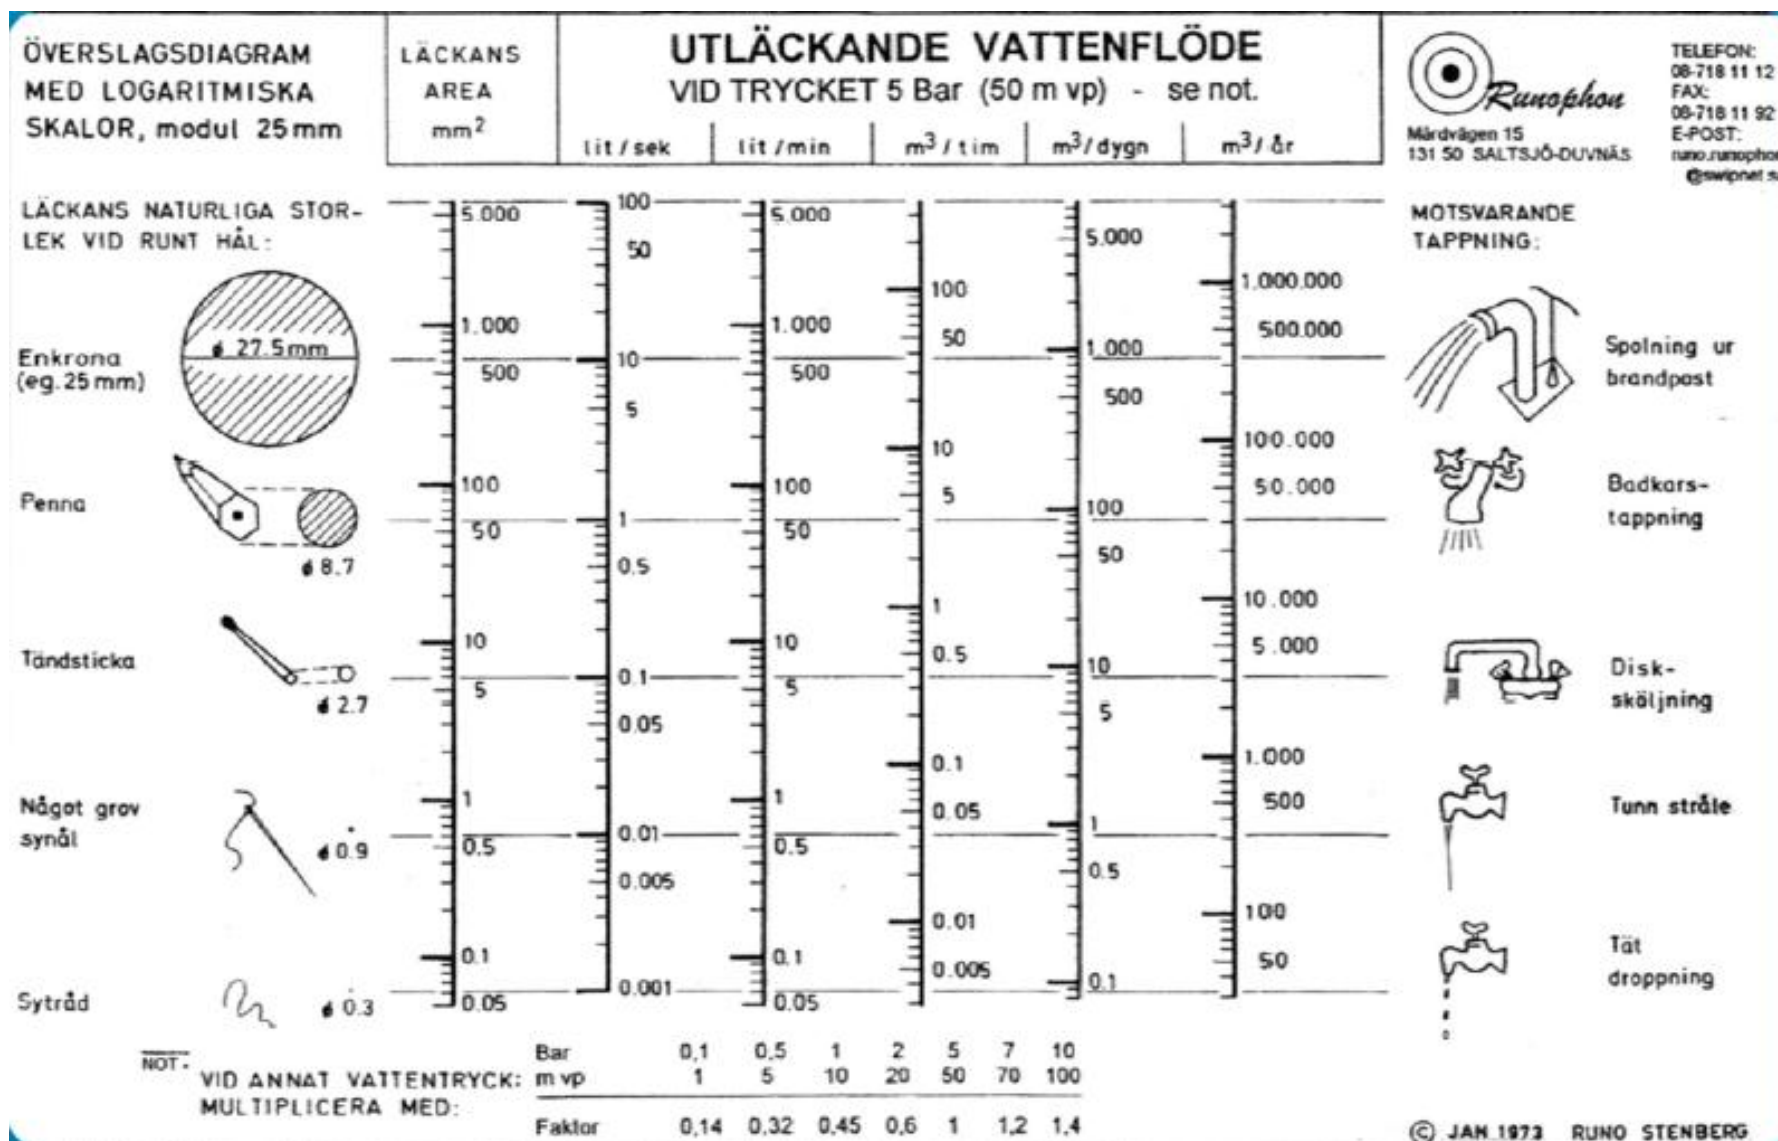 ÖVERSLAGSDIAGRAM
MED LOGARITMISKA
SKALOR, modul 25mm
LÄCKANS
AREA
mm²
UTLÄCKANDE VATTENFLÖDE
VID TRYCKET 5 Bar (50 m vp) - se not.
lit/sek lit/min m³/tim m³/dygn m³/år
Runophon
Mårdvägen 15
131 50 SALTSJÖ-DUVNÄS
TELEFON:
08-718 11 12
FAX:
08-718 11 92
E-POST:
runo.runophon
@swipnet.s
LÄCKANS NATURLIGA STOR-
LEK VID RUNT HÅL:
MOTSVARANDE
TAPPNING:
Enkrona
(eg. 25 mm)
ø 27.5mm
Penna
ø 8.7
Tändsticka
ø 2.7
Något grov
synål
ø 0.9
Sytråd
ø 0.3
5.000
1.000
500
100
50
10
5
1
0.5
0.1
0.05
100
50
10
5
1
0.5
0.1
0.05
0.01
0.005
0.001
5.000
1.000
500
100
50
10
5
1
0.5
0.1
0.05
100
50
10
5
1
0.5
0.1
0.05
0.01
0.005
5.000
1.000
500
100
50
10
5
1
0.5
0.1
1.000.000
500.000
100.000
50.000
10.000
5.000
1.000
500
100
50
Spolning ur
brandpost
Badkars-
tappning
Disk-
sköljning
Tunn stråle
Tät
droppning
NOT.
VID ANNAT VATTENTRYCK:
MULTIPLICERA MED:
Bar 0,1 0,5 1 2 5 7 10
m vp 1 5 10 20 50 70 100
Faktor 0,14 0,32 0,45 0,6 1 1,2 1,4
© JAN.1973 RUNO STENBERG